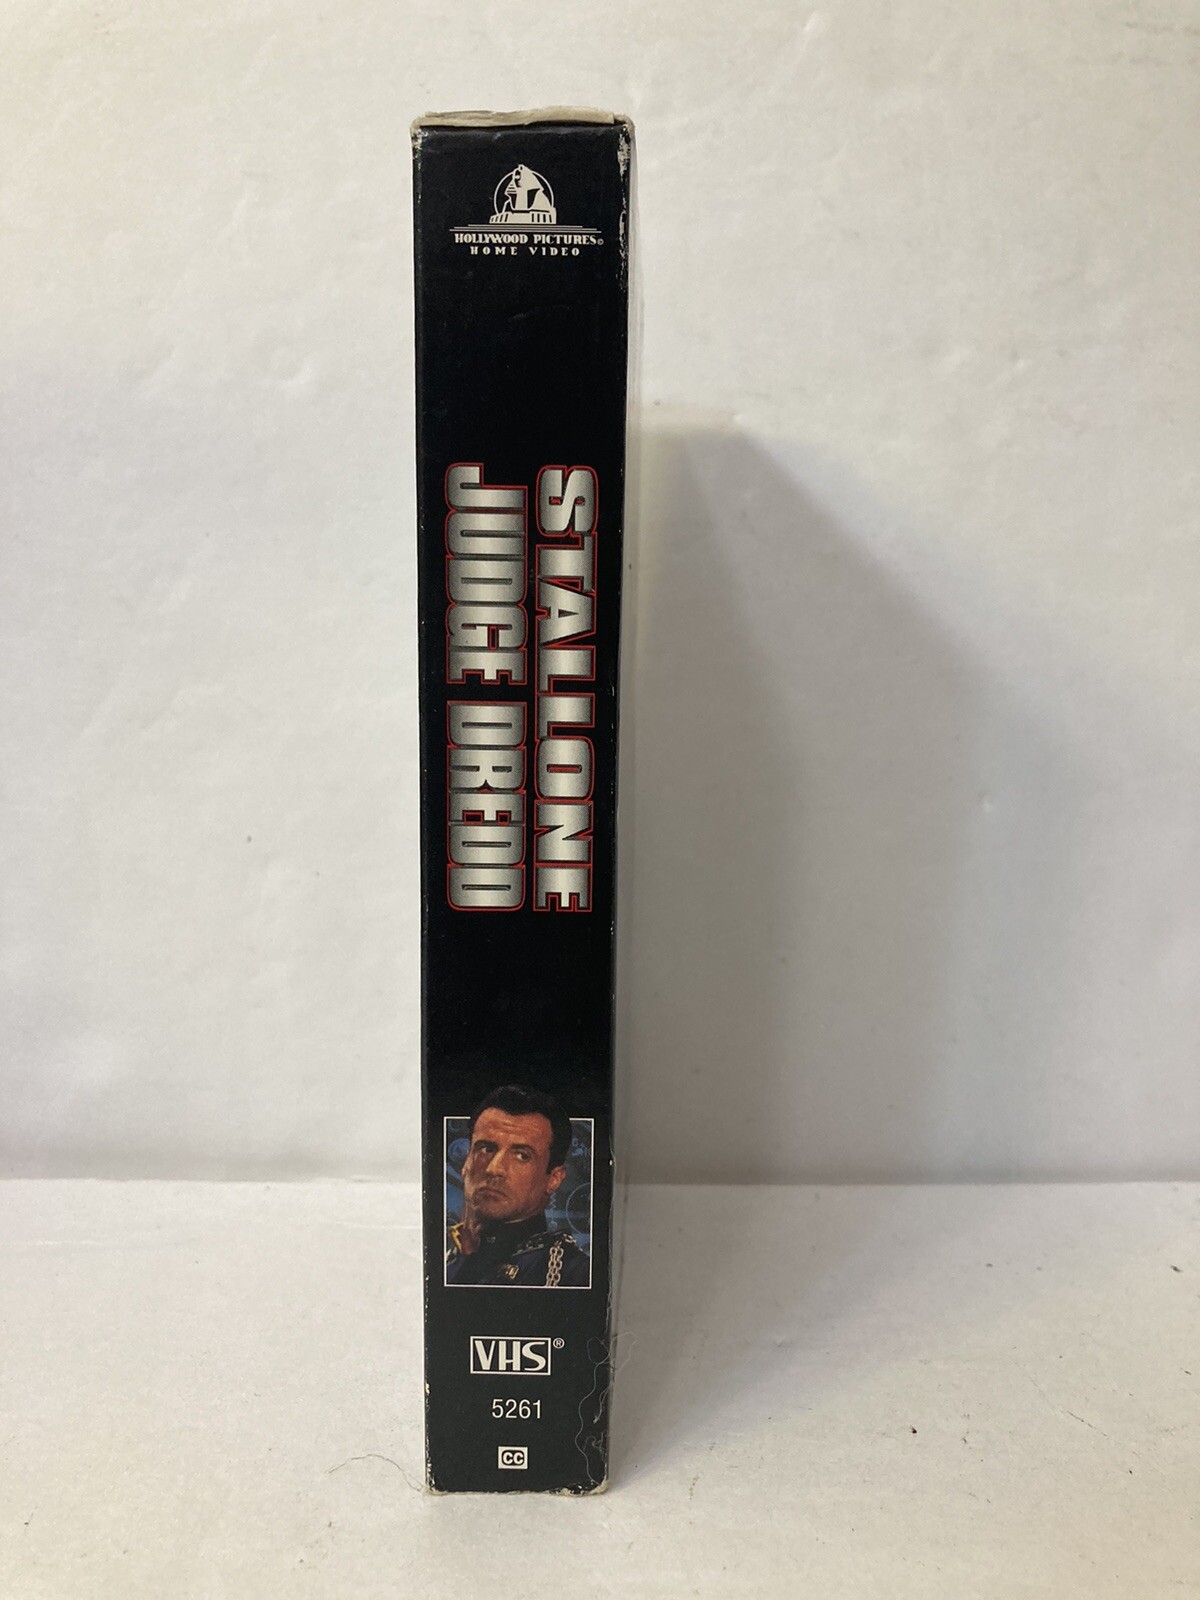 HOLLYWOOD PICTURES©
HOME VIDEO
STALLONE
JUDGE DREDD
VHS®
5261
CC